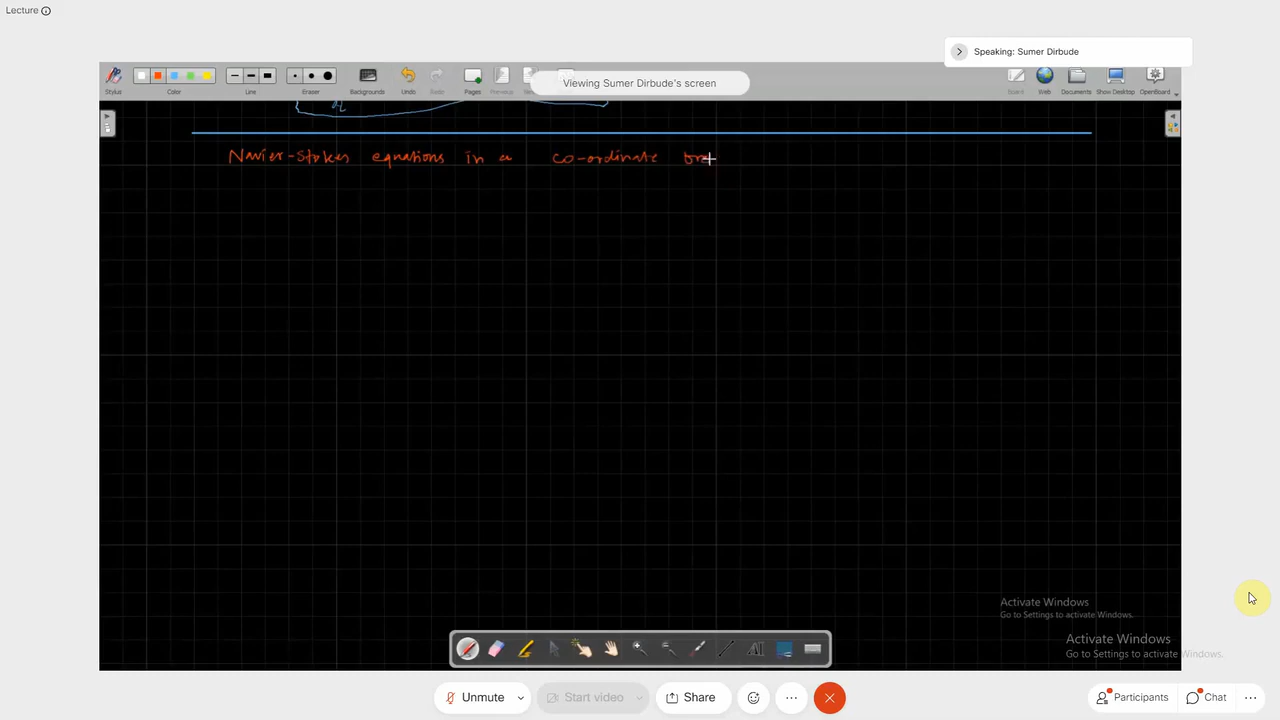 Lecture
Speaking: Sumer Dirbude
Viewing Sumer Dirbude's screen
Stylus
Color
Line
Eraser
Backgrounds
Undo
Redo
Pages
Previous
Board
Web
Documents
Show Desktop
OpenBoard
Navier-Stokes equations in a co-ordinate tra
Activate Windows
Go to Settings to activate Windows.
Activate Windows
Go to Settings to activate Windows.
Unmute
Start video
Share
Participants
Chat